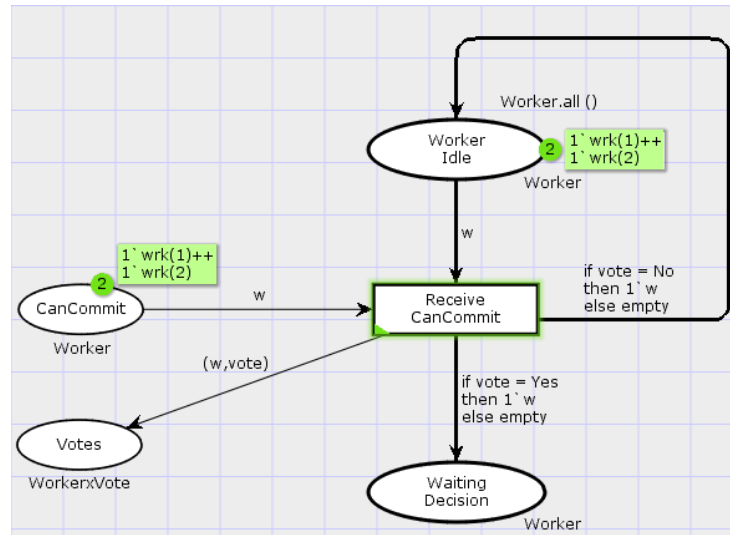 Worker.all ()
Worker
Idle
2
1`wrk(1)++
1`wrk(2)
Worker
w
1`wrk(1)++
1`wrk(2)
2
CanCommit
Worker
w
Receive
CanCommit
if vote = No
then 1`w
else empty
(w,vote)
if vote = Yes
then 1`w
else empty
Votes
WorkerxVote
Waiting
Decision
Worker